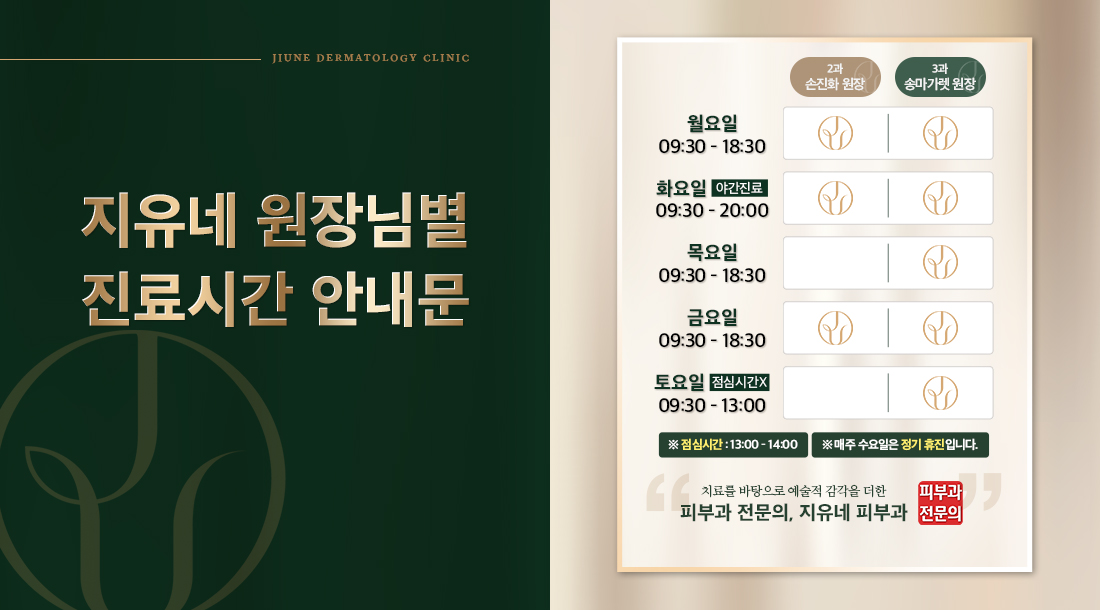 JIUNE DERMATOLOGY CLINIC
지유네 원장님별
진료시간 안내문
2과
손진화 원장
3과
송마가렛 원장
월요일
09:30 - 18:30
화요일 야간진료
09:30 - 20:00
목요일
09:30 - 18:30
금요일
09:30 - 18:30
토요일 점심시간X
09:30 - 13:00
※ 점심시간 : 13:00 - 14:00
※ 매주 수요일은 정기 휴진입니다.
“ 치료를 바탕으로 예술적 감각을 더한
피부과 전문의, 지유네 피부과 ”
피부과
전문의